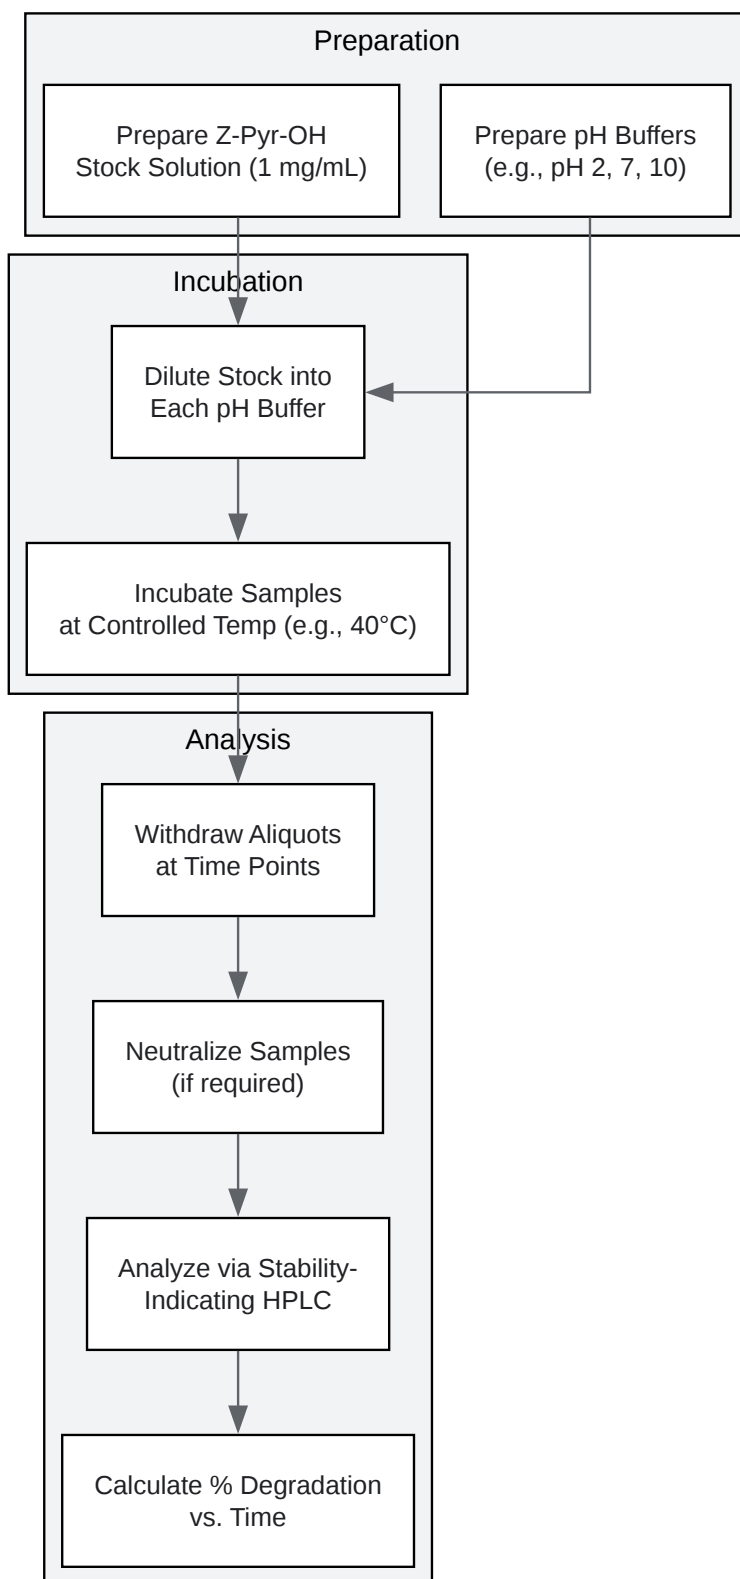 Preparation
Prepare Z-Pyr-OH
Stock Solution (1 mg/mL)
Prepare pH Buffers
(e.g., pH 2, 7, 10)
Incubation
Dilute Stock into
Each pH Buffer
Incubate Samples
at Controlled Temp (e.g., 40°C)
Analysis
Withdraw Aliquots
at Time Points
Neutralize Samples
(if required)
Analyze via Stability-
Indicating HPLC
Calculate % Degradation
vs. Time